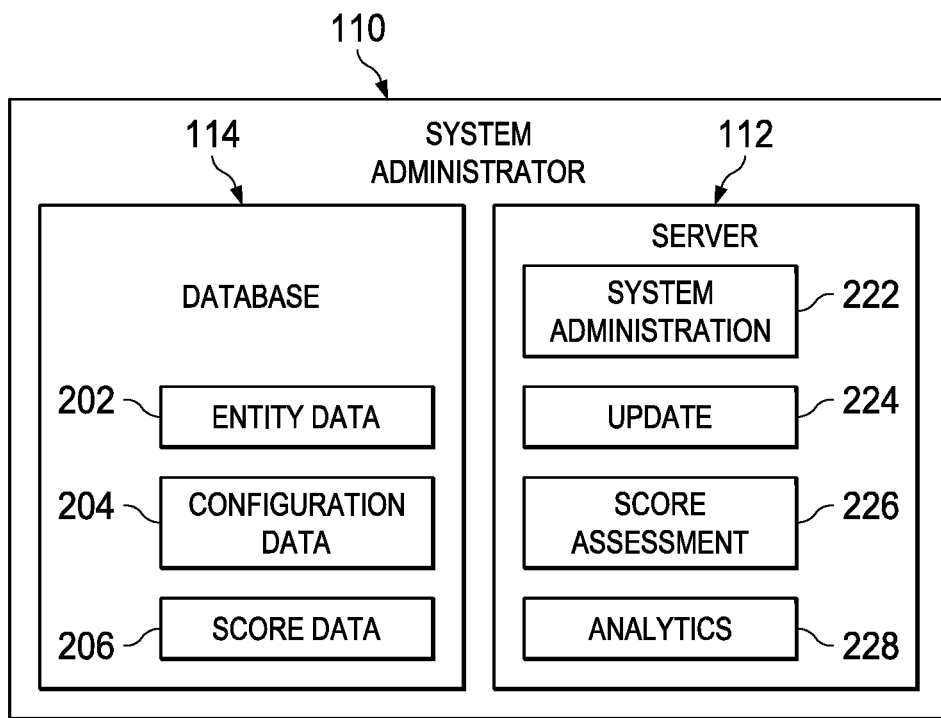 110
SYSTEM
ADMINISTRATOR
114
112
DATABASE
202
ENTITY DATA
204
CONFIGURATION
DATA
206
SCORE DATA
SERVER
SYSTEM
ADMINISTRATION
222
UPDATE
224
SCORE
ASSESSMENT
226
ANALYTICS
228